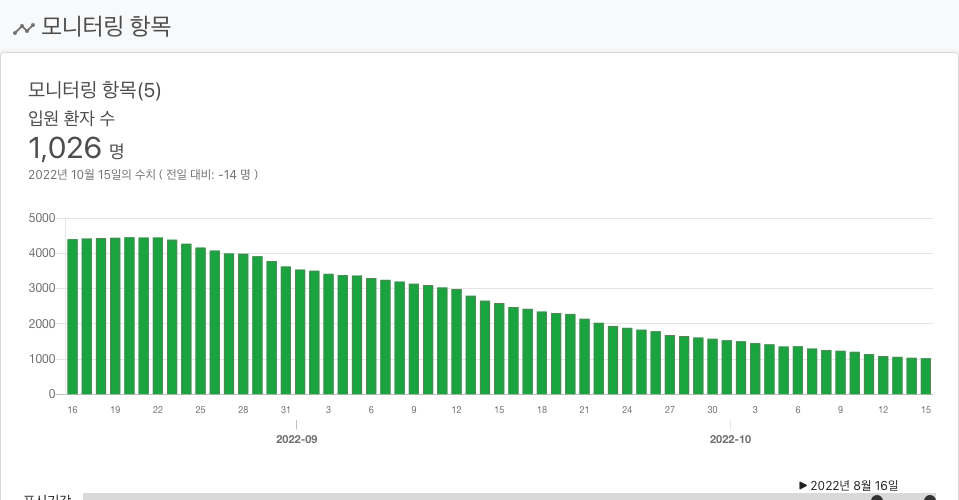 모니터링 항목
모니터링 항목(5)
입원 환자 수
1,026 명
2022년 10월 15일의 수치 ( 전일 대비: -14 명 )
5000
4000
3000
2000
1000
0
16 19 22 25 28 31 3 6 9 12 15 18 21 24 27 30 3 6 9 12 15
2022-09 2022-10
▶ 2022년 8월 16일
표시기간